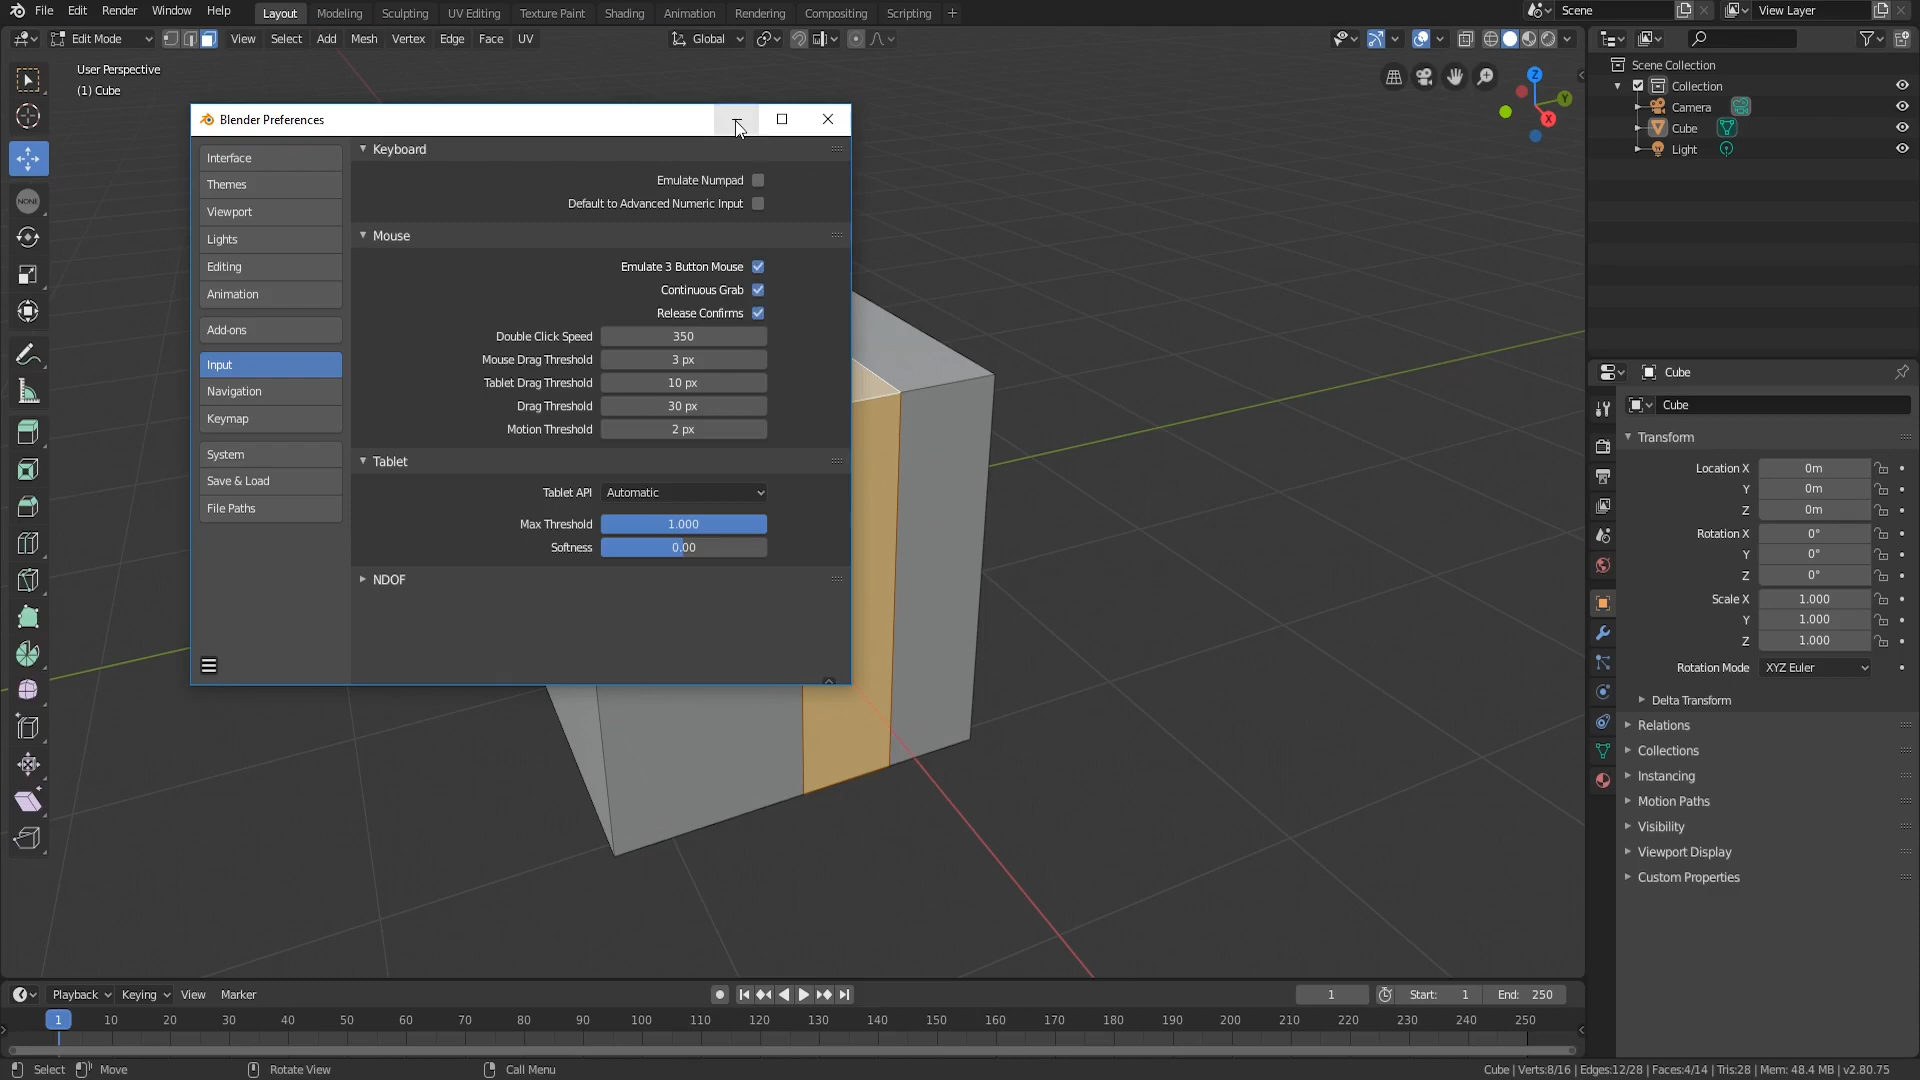 File Edit Render Window Help Layout Modeling Sculpting UV Editing Texture Paint Shading Animation Rendering Compositing Scripting + Scene View Layer
Edit Mode View Select Add Mesh Vertex Edge Face UV Global
User Perspective
(1) Cube
Blender Preferences
Interface
Themes
Viewport
Lights
Editing
Animation
Add-ons
Input
Navigation
Keymap
System
Save & Load
File Paths
Keyboard
Emulate Numpad
Default to Advanced Numeric Input
Mouse
Emulate 3 Button Mouse
Continuous Grab
Release Confirms
Double Click Speed 350
Mouse Drag Threshold 3 px
Tablet Drag Threshold 10 px
Drag Threshold 30 px
Motion Threshold 2 px
Tablet
Tablet API Automatic
Max Threshold 1.000
Softness 0.00
NDOF
NONE
Z
Y
X
Scene Collection
Collection
Camera
Cube
Light
Cube
Cube
Transform
Location X 0m
Y 0m
Z 0m
Rotation X 0°
Y 0°
Z 0°
Scale X 1.000
Y 1.000
Z 1.000
Rotation Mode XYZ Euler
Delta Transform
Relations
Collections
Instancing
Motion Paths
Visibility
Viewport Display
Custom Properties
Playback Keying View Marker 1 Start: 1 End: 250
1 10 20 30 40 50 60 70 80 90 100 110 120 130 140 150 160 170 180 190 200 210 220 230 240 250
Select Move Rotate View Call Menu Cube | Verts:8/16 | Edges:12/28 | Faces:4/14 | Tris:28 | Mem: 48.4 MB | v2.80.75